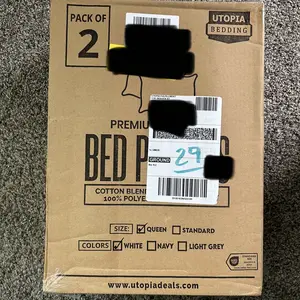 PACK OF
2
UTOPIA
BEDDING
PREMIU
BED P
GROUND
29
COTTON BLEN
100% POLYE
SIZE: QUEEN STANDARD
COLORS: WHITE NAVY LIGHT GREY
www.utopiadeals.com